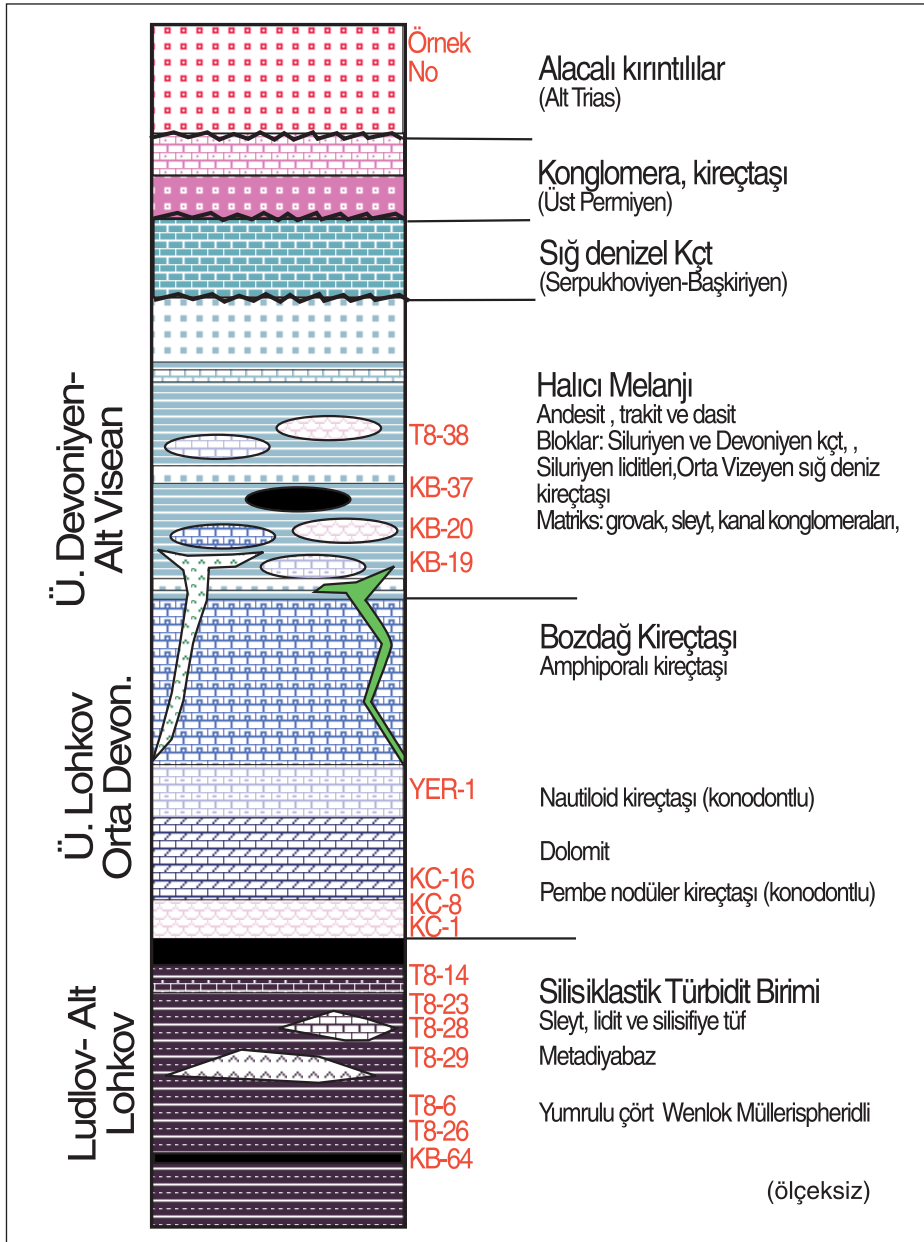 Örnek
No
Alacalı kırıntılılar
(Alt Trias)
Konglomera, kireçtaşı
(Üst Permiyen)
Sığ denizel Kçt
(Serpukhoviyen-Başkiriyen)
Ü. Devoniyen-
Alt Visean
T8-38
KB-37
KB-20
KB-19
Halıcı Melanjı
Andesit , trakit ve dasit
Bloklar: Siluriyen ve Devoniyen kçt, ,
Siluriyen liditleri,Orta Vizeyen sığ deniz
kireçtaşı
Matriks: grovak, sleyt, kanal konglomeraları,
Ü. Lohkov
Orta Devon.
Bozdağ Kireçtaşı
Amphiporalı kireçtaşı
YER-1
Nautiloid kireçtaşı (konodontlu)
Dolomit
KC-16
KC-8
KC-1
Pembe nodüler kireçtaşı (konodontlu)
Ludlov- Alt
Lohkov
T8-14
T8-23
T8-28
T8-29
T8-6
T8-26
KB-64
Silisiklastik Türbidit Birimi
Sleyt, lidit ve silisifiye tüf
Metadiyabaz
Yumrulu çört Wenlok Müllerispheridli
(ölçeksiz)